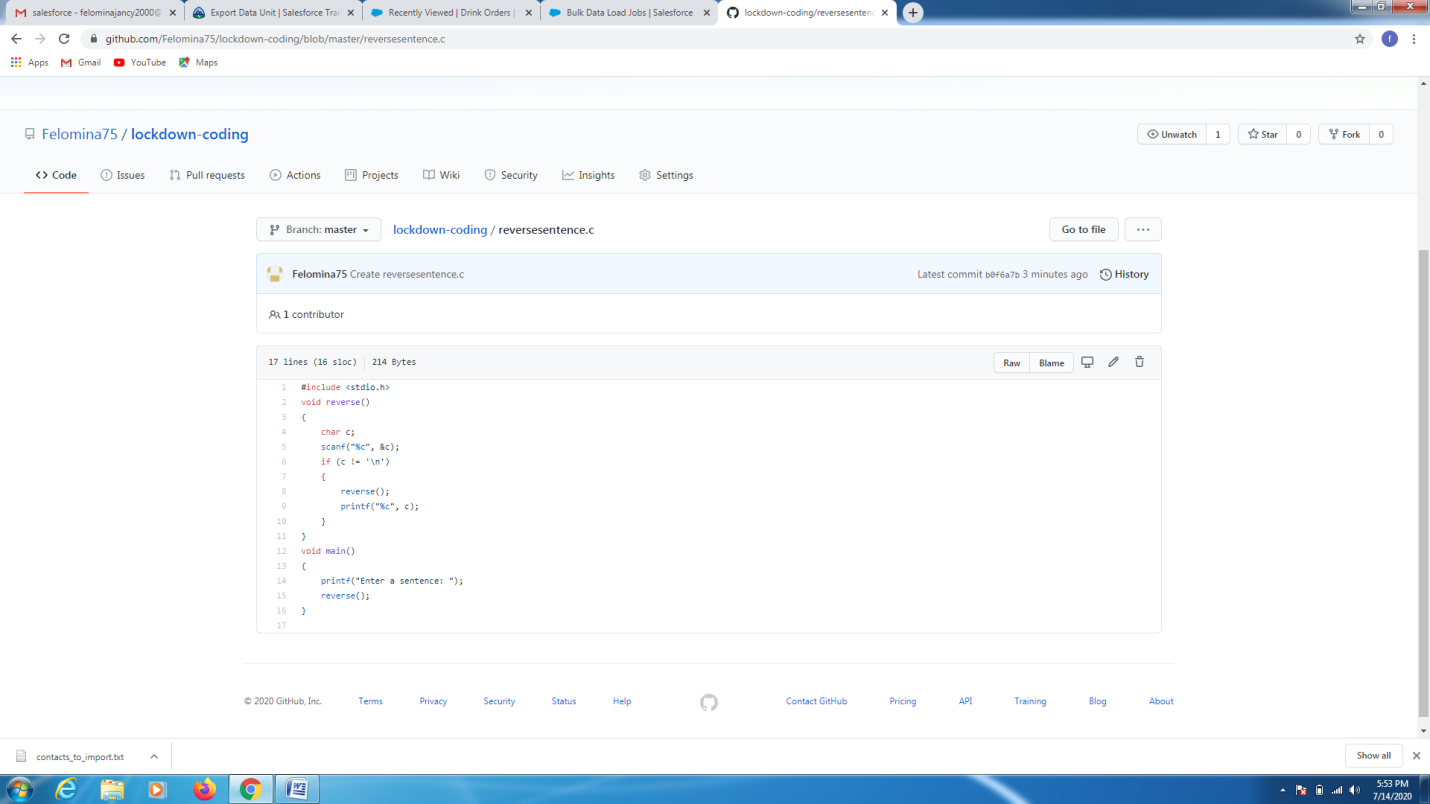 salesforce - felominajancy2000@
Export Data Unit | Salesforce Trai
Recently Viewed | Drink Orders |
Bulk Data Load Jobs | Salesforce
lockdown-coding/reversesentenc
github.com/Felomina75/lockdown-coding/blob/master/reversesentence.c
f
Apps Gmail YouTube Maps
Felomina75 / lockdown-coding
Unwatch 1 Star 0 Fork 0
Code Issues Pull requests Actions Projects Wiki Security Insights Settings
Branch: master lockdown-coding / reversesentence.c Go to file ...
Felomina75 Create reversesentence.c Latest commit b0f6a7b 3 minutes ago History
1 contributor
17 lines (16 sloc) 214 Bytes Raw Blame
1 #include <stdio.h>
2 void reverse()
3 {
4 char c;
5 scanf("%c", &c);
6 if (c != '\n')
7 {
8 reverse();
9 printf("%c", c);
10 }
11 }
12 void main()
13 {
14 printf("Enter a sentence: ");
15 reverse();
16 }
17
© 2020 GitHub, Inc. Terms Privacy Security Status Help Contact GitHub Pricing API Training Blog About
contacts_to_import.txt Show all
5:53 PM
7/14/2020